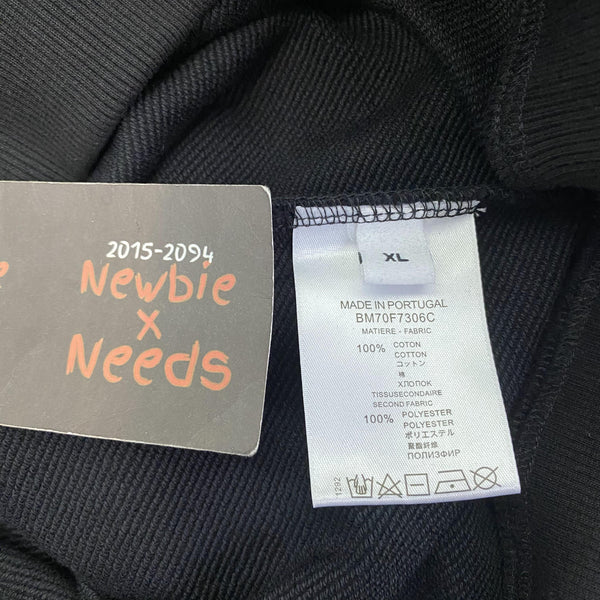 e
2015-2094
Newbie
x
Needs
XL
MADE IN PORTUGAL
BM70F7306C
MATIERE - FABRIC
100% COTON
COTTON
コットン
棉
ХЛОПОК
TISSUSECONDAIRE
SECOND FABRIC
100% POLYESTER
POLYESTER
ポリエステル
聚酯纤维
ПОЛИЭФИР
1292